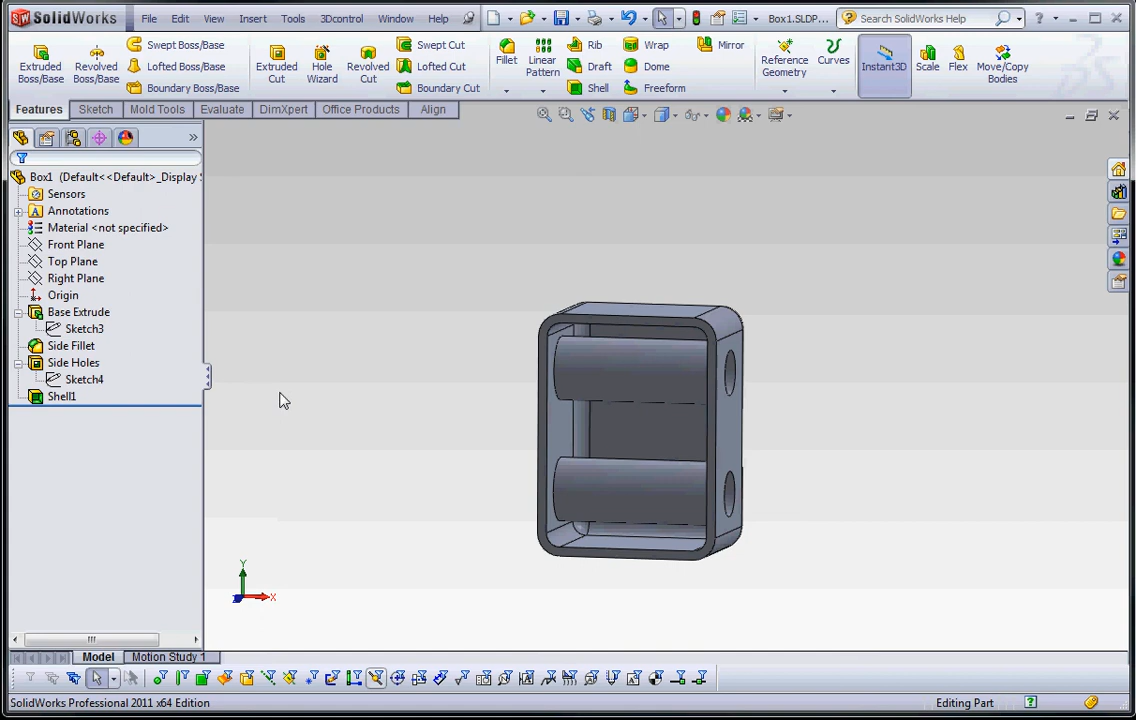 SolidWorks File Edit View Insert Tools 3Dcontrol Window Help Box1.SLDP... Search SolidWorks Help
Extruded Boss/Base
Revolved Boss/Base
Swept Boss/Base
Lofted Boss/Base
Boundary Boss/Base
Extruded Cut
Hole Wizard
Revolved Cut
Swept Cut
Lofted Cut
Boundary Cut
Fillet
Linear Pattern
Rib
Draft
Shell
Wrap
Dome
Freeform
Mirror
Reference Geometry
Curves
Instant3D
Scale
Flex
Move/Copy Bodies
Features Sketch Mold Tools Evaluate DimXpert Office Products Align
Box1 (Default<<Default>_Display
Sensors
Annotations
Material <not specified>
Front Plane
Top Plane
Right Plane
Origin
Base Extrude
Sketch3
Side Fillet
Side Holes
Sketch4
Shell1
Y
X
Model Motion Study 1
SolidWorks Professional 2011 x64 Edition Editing Part